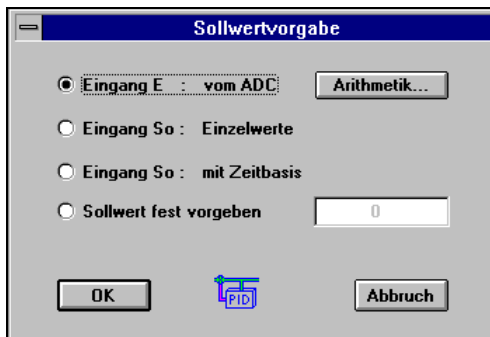 Sollwertvorgabe
Eingang E : vom ADC
Arithmetik...
Eingang So : Einzelwerte
Eingang So : mit Zeitbasis
Sollwert fest vorgeben
0
OK
PID
Abbruch